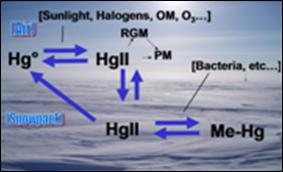 [Air]
[Sunlight, Halogens, OM, O3...]
RGM
Hg° HgII
PM
[Bacteria, etc...]
[Snowpack]
HgII Me-Hg